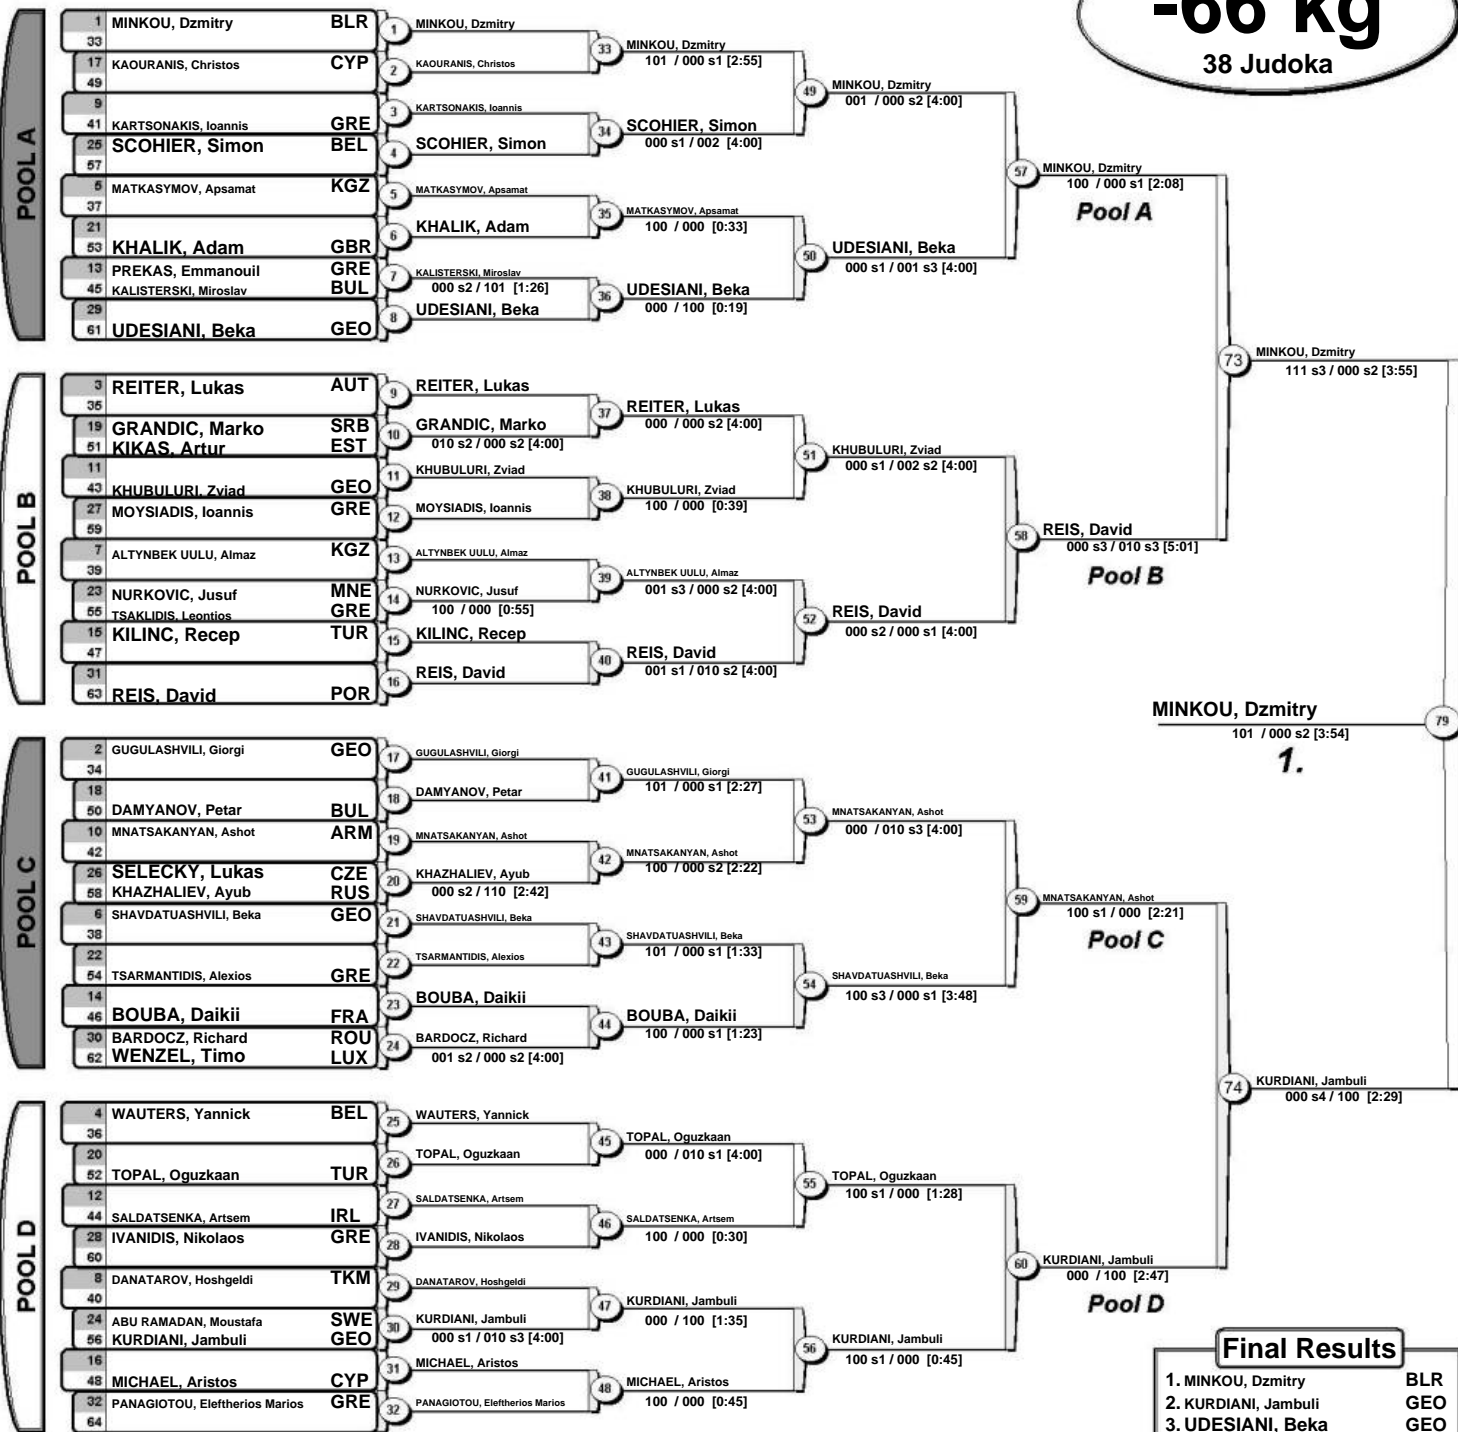 -66 kg
38 Judoka
POOL A
1 MINKOU, Dzmitry BLR
33
17 KAOURANIS, Christos CYP
49
9
41 KARTSONAKIS, Ioannis GRE
25 SCOHIER, Simon BEL
57
5 MATKASYMOV, Apsamat KGZ
37
21
53 KHALIK, Adam GBR
13 PREKAS, Emmanouil GRE
45 KALISTERSKI, Miroslav BUL
29
61 UDESIANI, Beka GEO
1 MINKOU, Dzmitry
2 KAOURANIS, Christos
3 KARTSONAKIS, Ioannis
4 SCOHIER, Simon
5 MATKASYMOV, Apsamat
6 KHALIK, Adam
7 KALISTERSKI, Miroslav
000 s2 / 101 [1:26]
8 UDESIANI, Beka
33 MINKOU, Dzmitry
101 / 000 s1 [2:55]
34 SCOHIER, Simon
000 s1 / 002 [4:00]
35 MATKASYMOV, Apsamat
100 / 000 [0:33]
36 UDESIANI, Beka
000 / 100 [0:19]
49 MINKOU, Dzmitry
001 / 000 s2 [4:00]
50 UDESIANI, Beka
000 s1 / 001 s3 [4:00]
57 MINKOU, Dzmitry
100 / 000 s1 [2:08]
Pool A
POOL B
3 REITER, Lukas AUT
35
19 GRANDIC, Marko SRB
51 KIKAS, Artur EST
11
43 KHUBULURI, Zviad GEO
27 MOYSIADIS, Ioannis GRE
59
7 ALTYNBEK UULU, Almaz KGZ
39
23 NURKOVIC, Jusuf MNE
55 TSAKLIDIS, Leontios GRE
15 KILINC, Recep TUR
47
31
63 REIS, David POR
9 REITER, Lukas
10 GRANDIC, Marko
010 s2 / 000 s2 [4:00]
11 KHUBULURI, Zviad
12 MOYSIADIS, Ioannis
13 ALTYNBEK UULU, Almaz
14 NURKOVIC, Jusuf
100 / 000 [0:55]
15 KILINC, Recep
16 REIS, David
37 REITER, Lukas
000 / 000 s2 [4:00]
38 KHUBULURI, Zviad
100 / 000 [0:39]
39 ALTYNBEK UULU, Almaz
001 s3 / 000 s2 [4:00]
40 REIS, David
001 s1 / 010 s2 [4:00]
51 KHUBULURI, Zviad
000 s1 / 002 s2 [4:00]
52 REIS, David
000 s2 / 000 s1 [4:00]
58 REIS, David
000 s3 / 010 s3 [5:01]
Pool B
73 MINKOU, Dzmitry
111 s3 / 000 s2 [3:55]
MINKOU, Dzmitry 79
101 / 000 s2 [3:54]
1.
POOL C
2 GUGULASHVILI, Giorgi GEO
34
18
50 DAMYANOV, Petar BUL
10 MNATSAKANYAN, Ashot ARM
42
26 SELECKY, Lukas CZE
58 KHAZHALIEV, Ayub RUS
6 SHAVDATUASHVILI, Beka GEO
38
22
54 TSARMANTIDIS, Alexios GRE
14
46 BOUBA, Daikii FRA
30 BARDOCZ, Richard ROU
62 WENZEL, Timo LUX
17 GUGULASHVILI, Giorgi
18 DAMYANOV, Petar
19 MNATSAKANYAN, Ashot
20 KHAZHALIEV, Ayub
000 s2 / 110 [2:42]
21 SHAVDATUASHVILI, Beka
22 TSARMANTIDIS, Alexios
23 BOUBA, Daikii
24 BARDOCZ, Richard
001 s2 / 000 s2 [4:00]
41 GUGULASHVILI, Giorgi
101 / 000 s1 [2:27]
42 MNATSAKANYAN, Ashot
100 / 000 s2 [2:22]
43 SHAVDATUASHVILI, Beka
101 / 000 s1 [1:33]
44 BOUBA, Daikii
100 / 000 s1 [1:23]
53 MNATSAKANYAN, Ashot
000 / 010 s3 [4:00]
54 SHAVDATUASHVILI, Beka
100 s3 / 000 s1 [3:48]
59 MNATSAKANYAN, Ashot
100 s1 / 000 [2:21]
Pool C
POOL D
4 WAUTERS, Yannick BEL
36
20
52 TOPAL, Oguzkaan TUR
12
44 SALDATSENKA, Artsem IRL
28 IVANIDIS, Nikolaos GRE
60
8 DANATAROV, Hoshgeldi TKM
40
24 ABU RAMADAN, Moustafa SWE
56 KURDIANI, Jambuli GEO
16
48 MICHAEL, Aristos CYP
32 PANAGIOTOU, Eleftherios Marios GRE
64
25 WAUTERS, Yannick
26 TOPAL, Oguzkaan
27 SALDATSENKA, Artsem
28 IVANIDIS, Nikolaos
29 DANATAROV, Hoshgeldi
30 KURDIANI, Jambuli
000 s1 / 010 s3 [4:00]
31 MICHAEL, Aristos
32 PANAGIOTOU, Eleftherios Marios
45 TOPAL, Oguzkaan
000 / 010 s1 [4:00]
46 SALDATSENKA, Artsem
100 / 000 [0:30]
47 KURDIANI, Jambuli
000 / 100 [1:35]
48 MICHAEL, Aristos
100 / 000 [0:45]
55 TOPAL, Oguzkaan
100 s1 / 000 [1:28]
56 KURDIANI, Jambuli
100 s1 / 000 [0:45]
60 KURDIANI, Jambuli
000 / 100 [2:47]
Pool D
74 KURDIANI, Jambuli
000 s4 / 100 [2:29]
Final Results
1. MINKOU, Dzmitry BLR
2. KURDIANI, Jambuli GEO
3. UDESIANI, Beka GEO